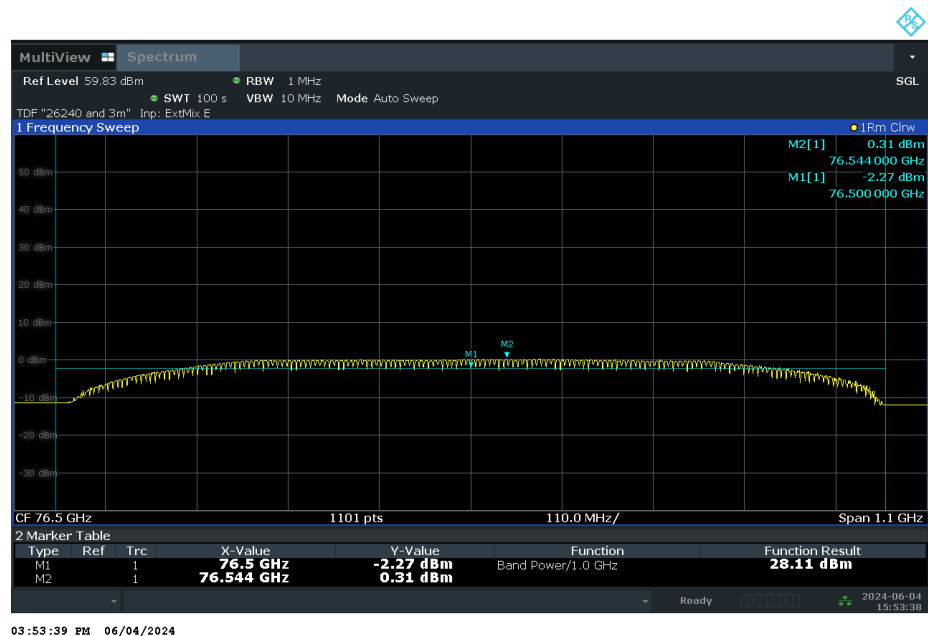 R&S
MultiView Spectrum
Ref Level 59.83 dBm RBW 1 MHz SGL
SWT 100 s VBW 10 MHz Mode Auto Sweep
TDF "26240 and 3m" Inp: ExtMix E
1 Frequency Sweep 1Rm Clrw
M2[1] 0.31 dBm
76.544000 GHz
M1[1] -2.27 dBm
76.500000 GHz
50 dBm
40 dBm
30 dBm
20 dBm
10 dBm
M2
M1
0 dBm
-10 dBm
-20 dBm
-30 dBm
CF 76.5 GHz 1101 pts 110.0 MHz/ Span 1.1 GHz
2 Marker Table
Type Ref Trc X-Value Y-Value Function Function Result
M1 1 76.5 GHz -2.27 dBm Band Power/1.0 GHz 28.11 dBm
M2 1 76.544 GHz 0.31 dBm
Ready 2024-06-04
15:53:38
03:53:39 PM 06/04/2024